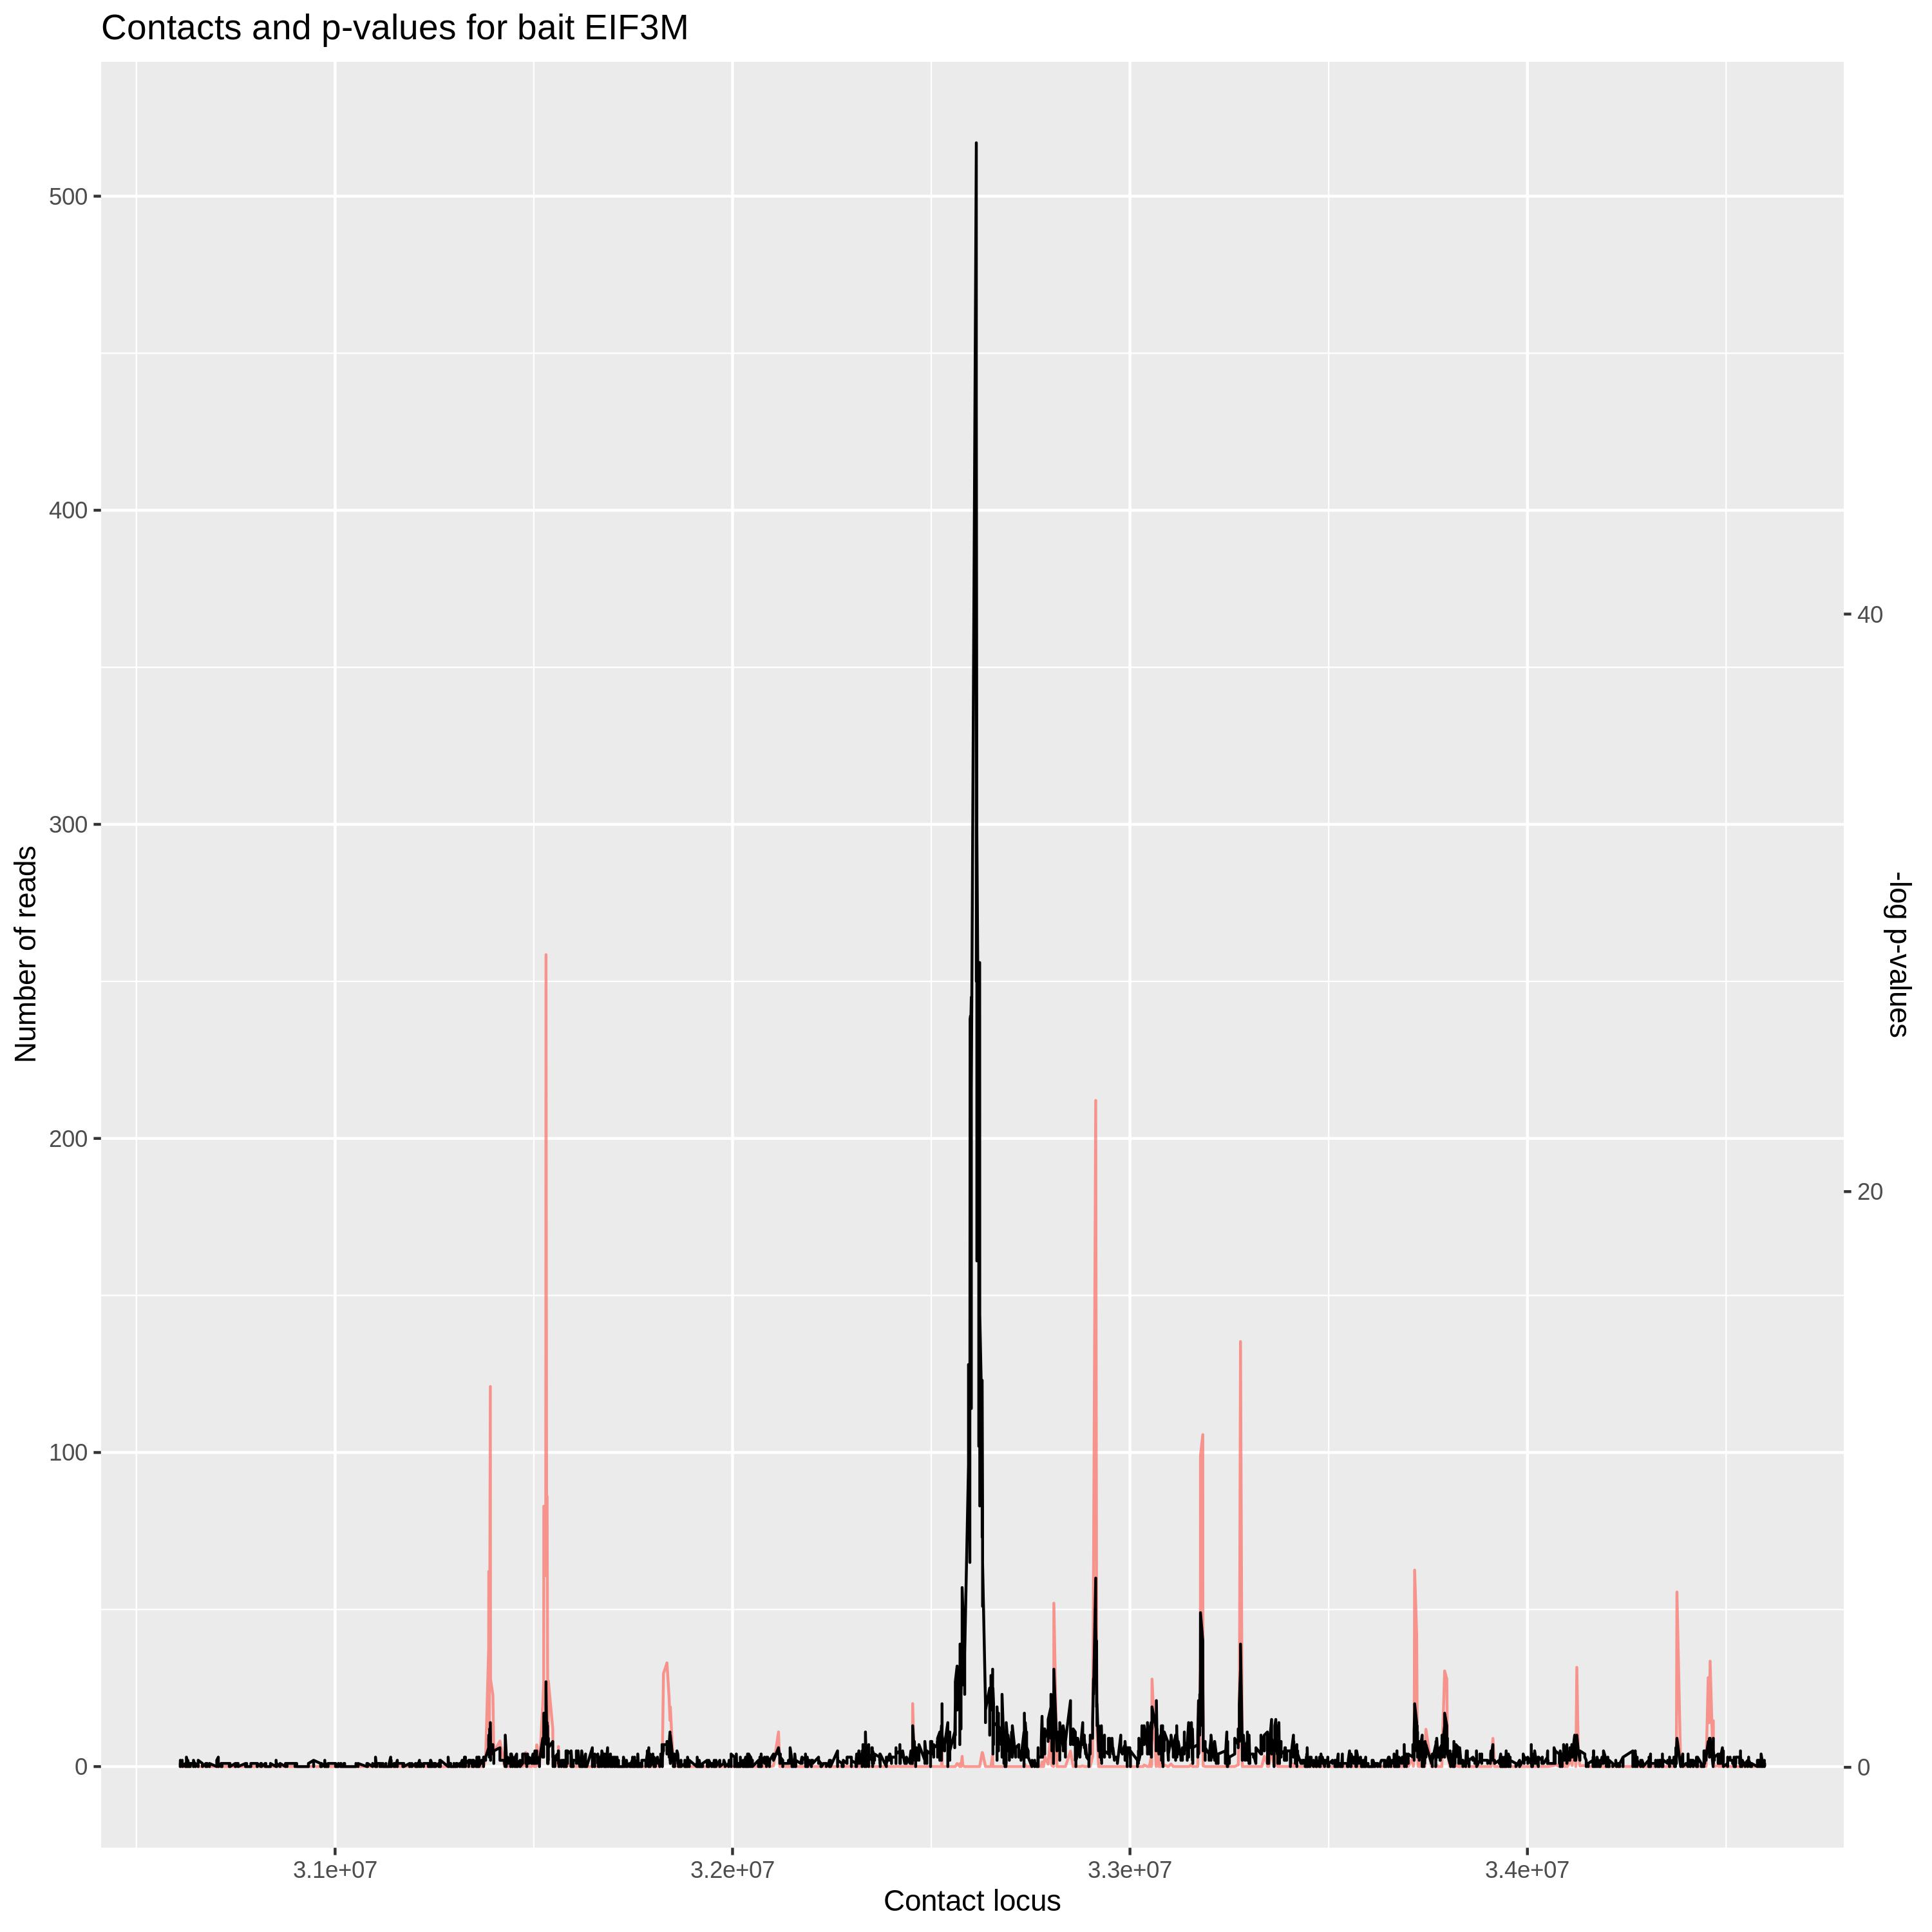 Contacts and p-values for bait EIF3M
500
400
300
200
100
0
Number of reads
40
20
0
-log p-values
3.1e+07 3.2e+07 3.3e+07 3.4e+07
Contact locus